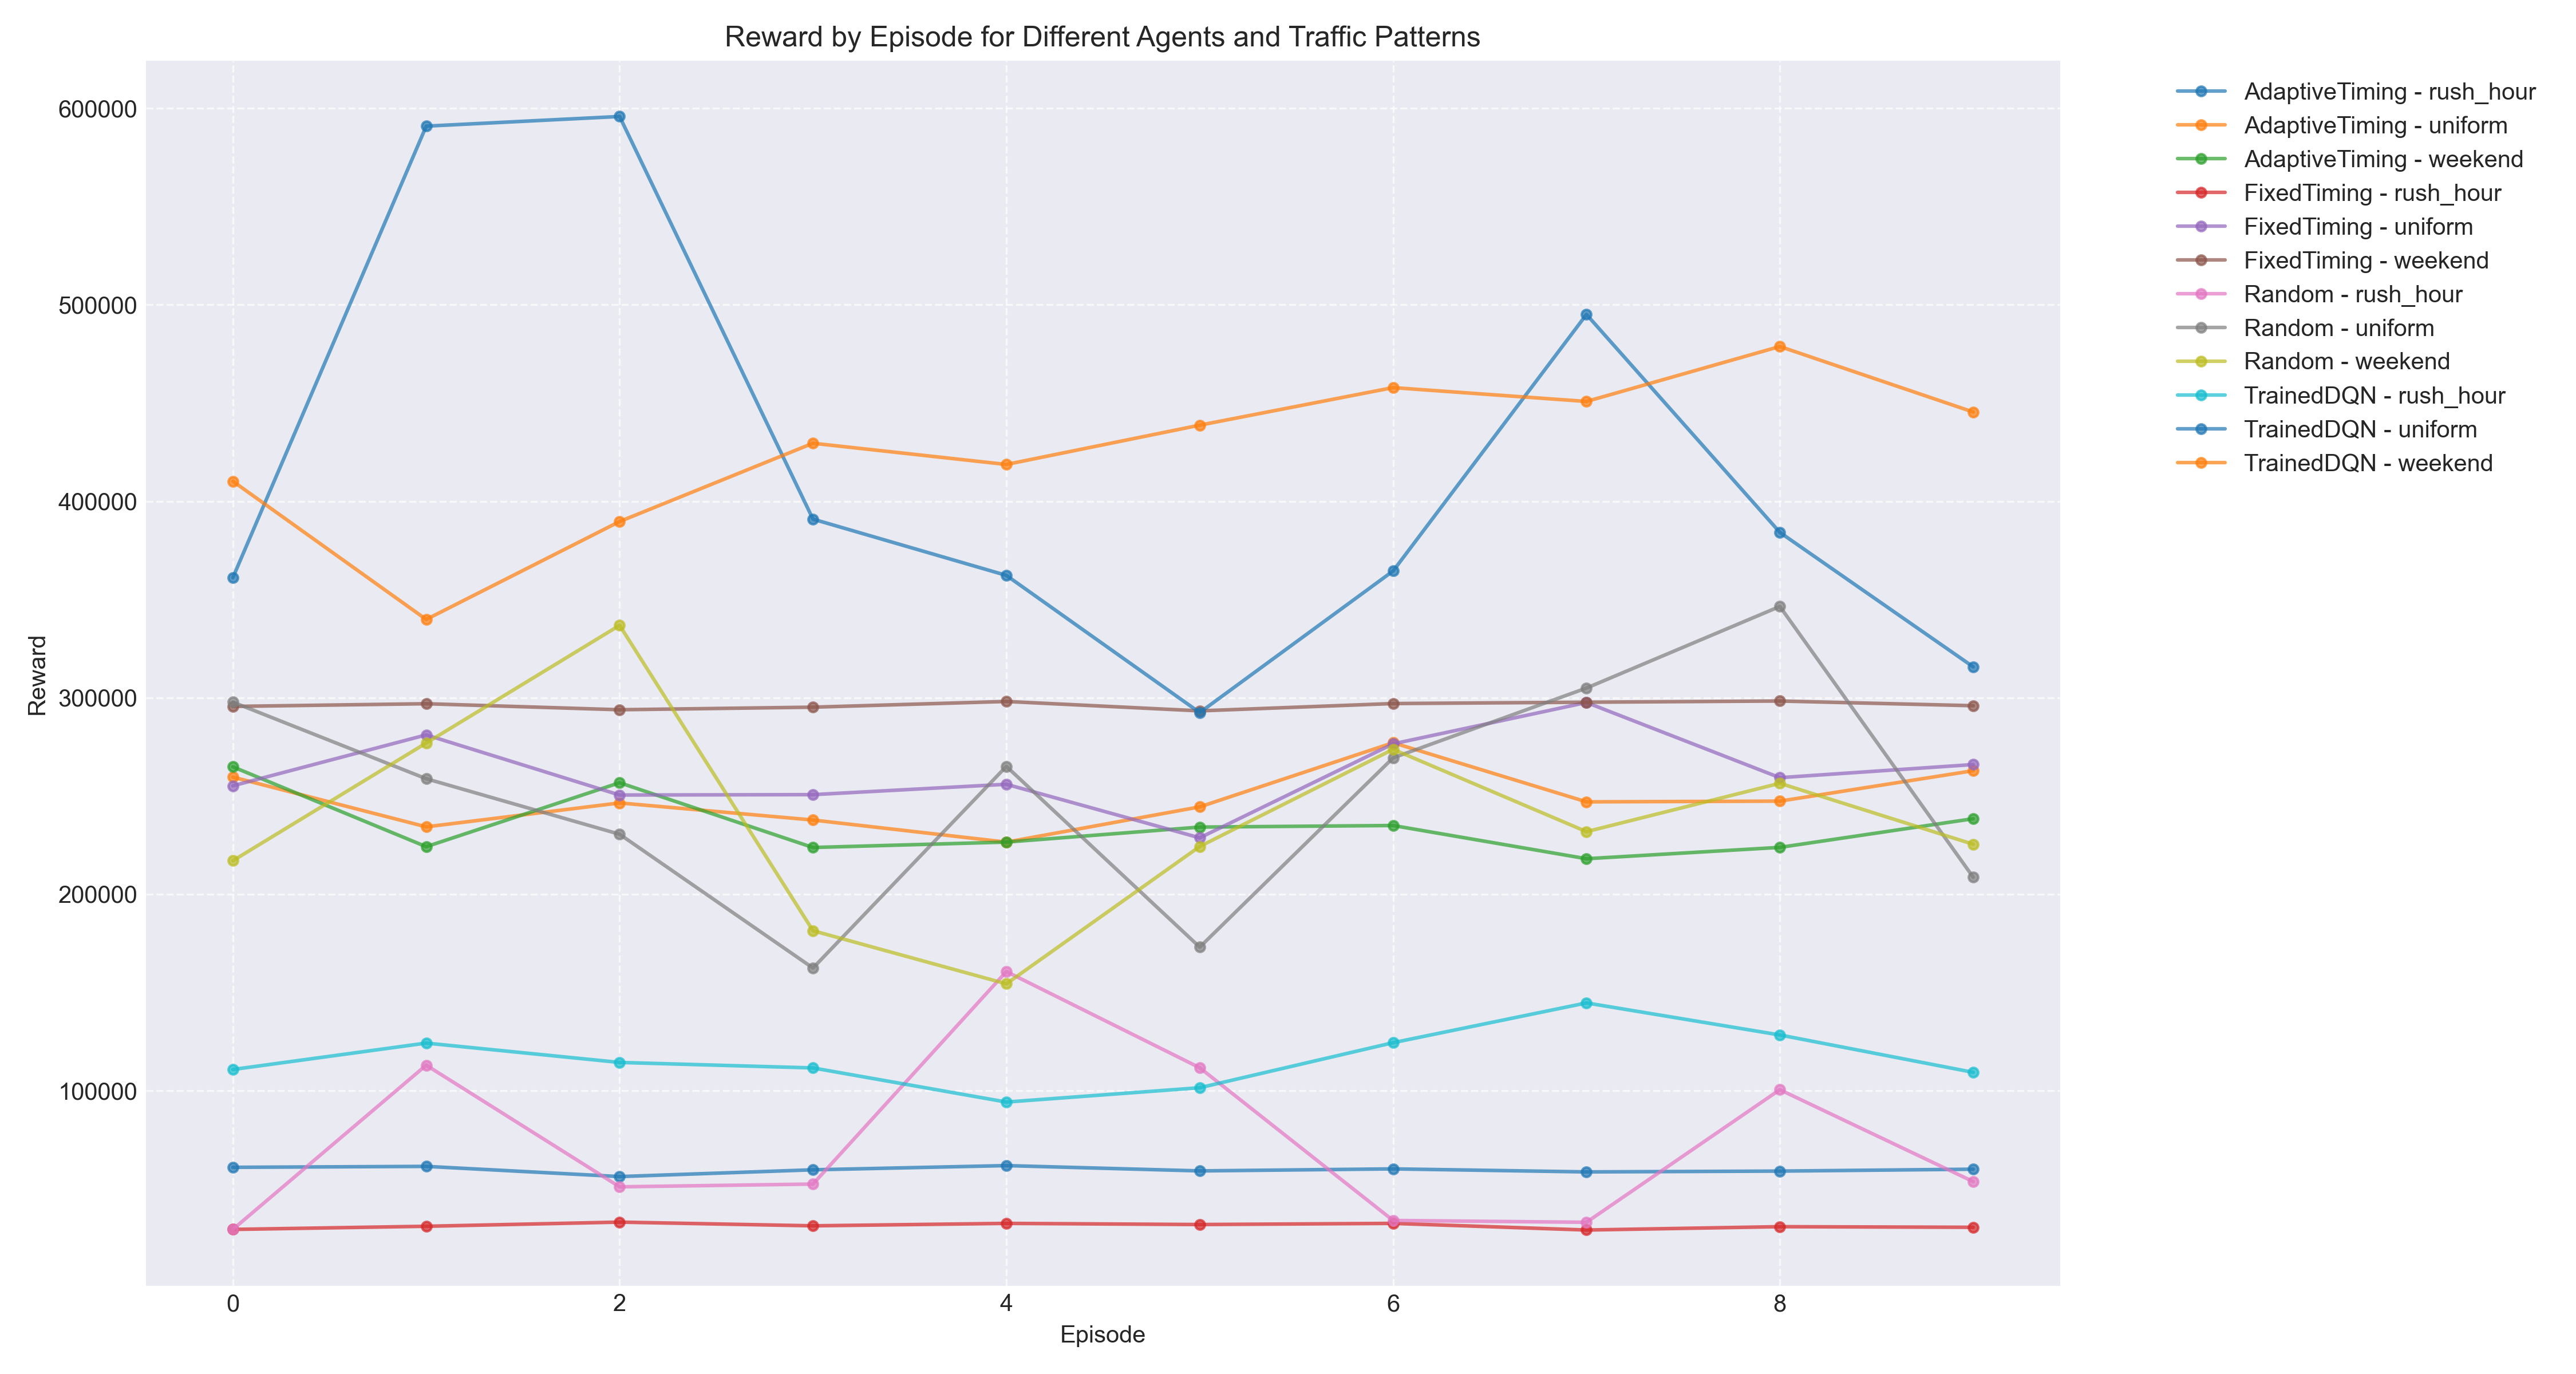 Reward by Episode for Different Agents and Traffic Patterns
600000
500000
400000
300000
200000
100000
Reward
0
2
4
6
8
Episode
AdaptiveTiming - rush_hour
AdaptiveTiming - uniform
AdaptiveTiming - weekend
FixedTiming - rush_hour
FixedTiming - uniform
FixedTiming - weekend
Random - rush_hour
Random - uniform
Random - weekend
TrainedDQN - rush_hour
TrainedDQN - uniform
TrainedDQN - weekend